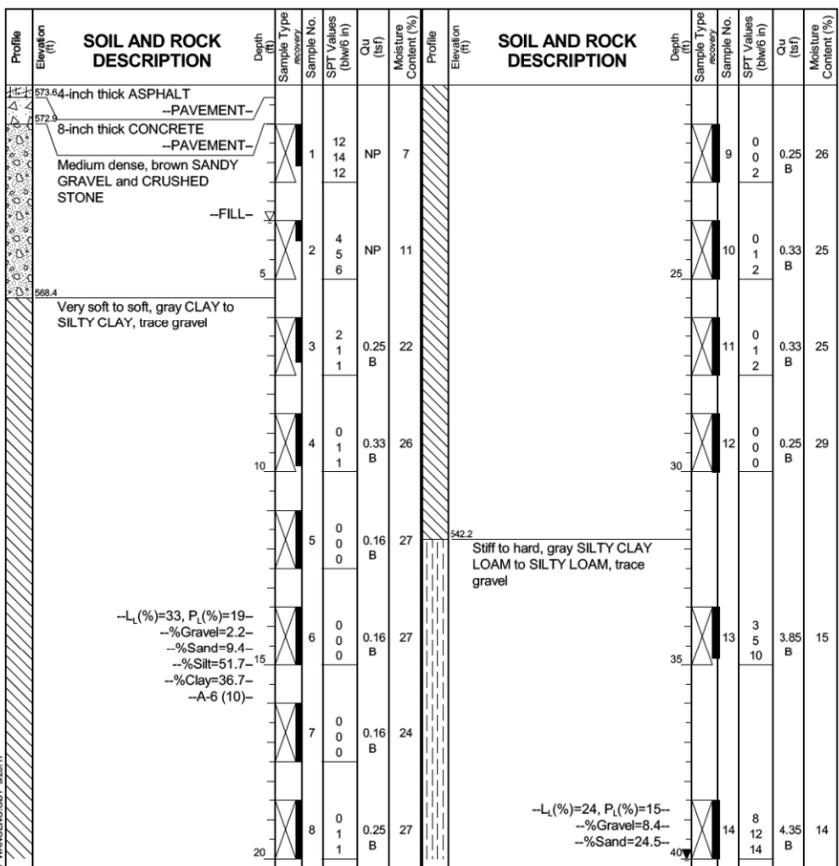 Profile
Elevation (ft)
SOIL AND ROCK DESCRIPTION
Depth (ft)
Sample Type
recovery
Sample No.
SPT Values (blw/6 in)
Qu (tsf)
Moisture Content (%)
573.6 4-inch thick ASPHALT
--PAVEMENT--
572.9
8-inch thick CONCRETE
--PAVEMENT--
Medium dense, brown SANDY
GRAVEL and CRUSHED
STONE
--FILL--
1 12 14 12 NP 7
2 4 5 6 NP 11
5
568.4
Very soft to soft, gray CLAY to
SILTY CLAY, trace gravel
3 2 1 1 0.25 B 22
4 0 1 1 0.33 B 26
10
5 0 0 0 0.16 B 27
--LL(%)=33, PL(%)=19--
--%Gravel=2.2--
--%Sand=9.4--
--%Silt=51.7--
--%Clay=36.7--
--A-6 (10)--
6 0 0 0 0.16 B 27
15
7 0 0 0 0.16 B 24
8 0 1 1 0.25 B 27
20
Profile
Elevation (ft)
SOIL AND ROCK DESCRIPTION
Depth (ft)
Sample Type
recovery
Sample No.
SPT Values (blw/6 in)
Qu (tsf)
Moisture Content (%)
9 0 0 2 0.25 B 26
10 0 1 2 0.33 B 25
25
11 0 1 2 0.33 B 25
12 0 0 0 0.25 B 29
30
542.2
Stiff to hard, gray SILTY CLAY
LOAM to SILTY LOAM, trace
gravel
13 3 5 10 3.85 B 15
35
--LL(%)=24, PL(%)=15--
--%Gravel=8.4--
--%Sand=24.5--
14 8 12 14 4.35 B 14
40